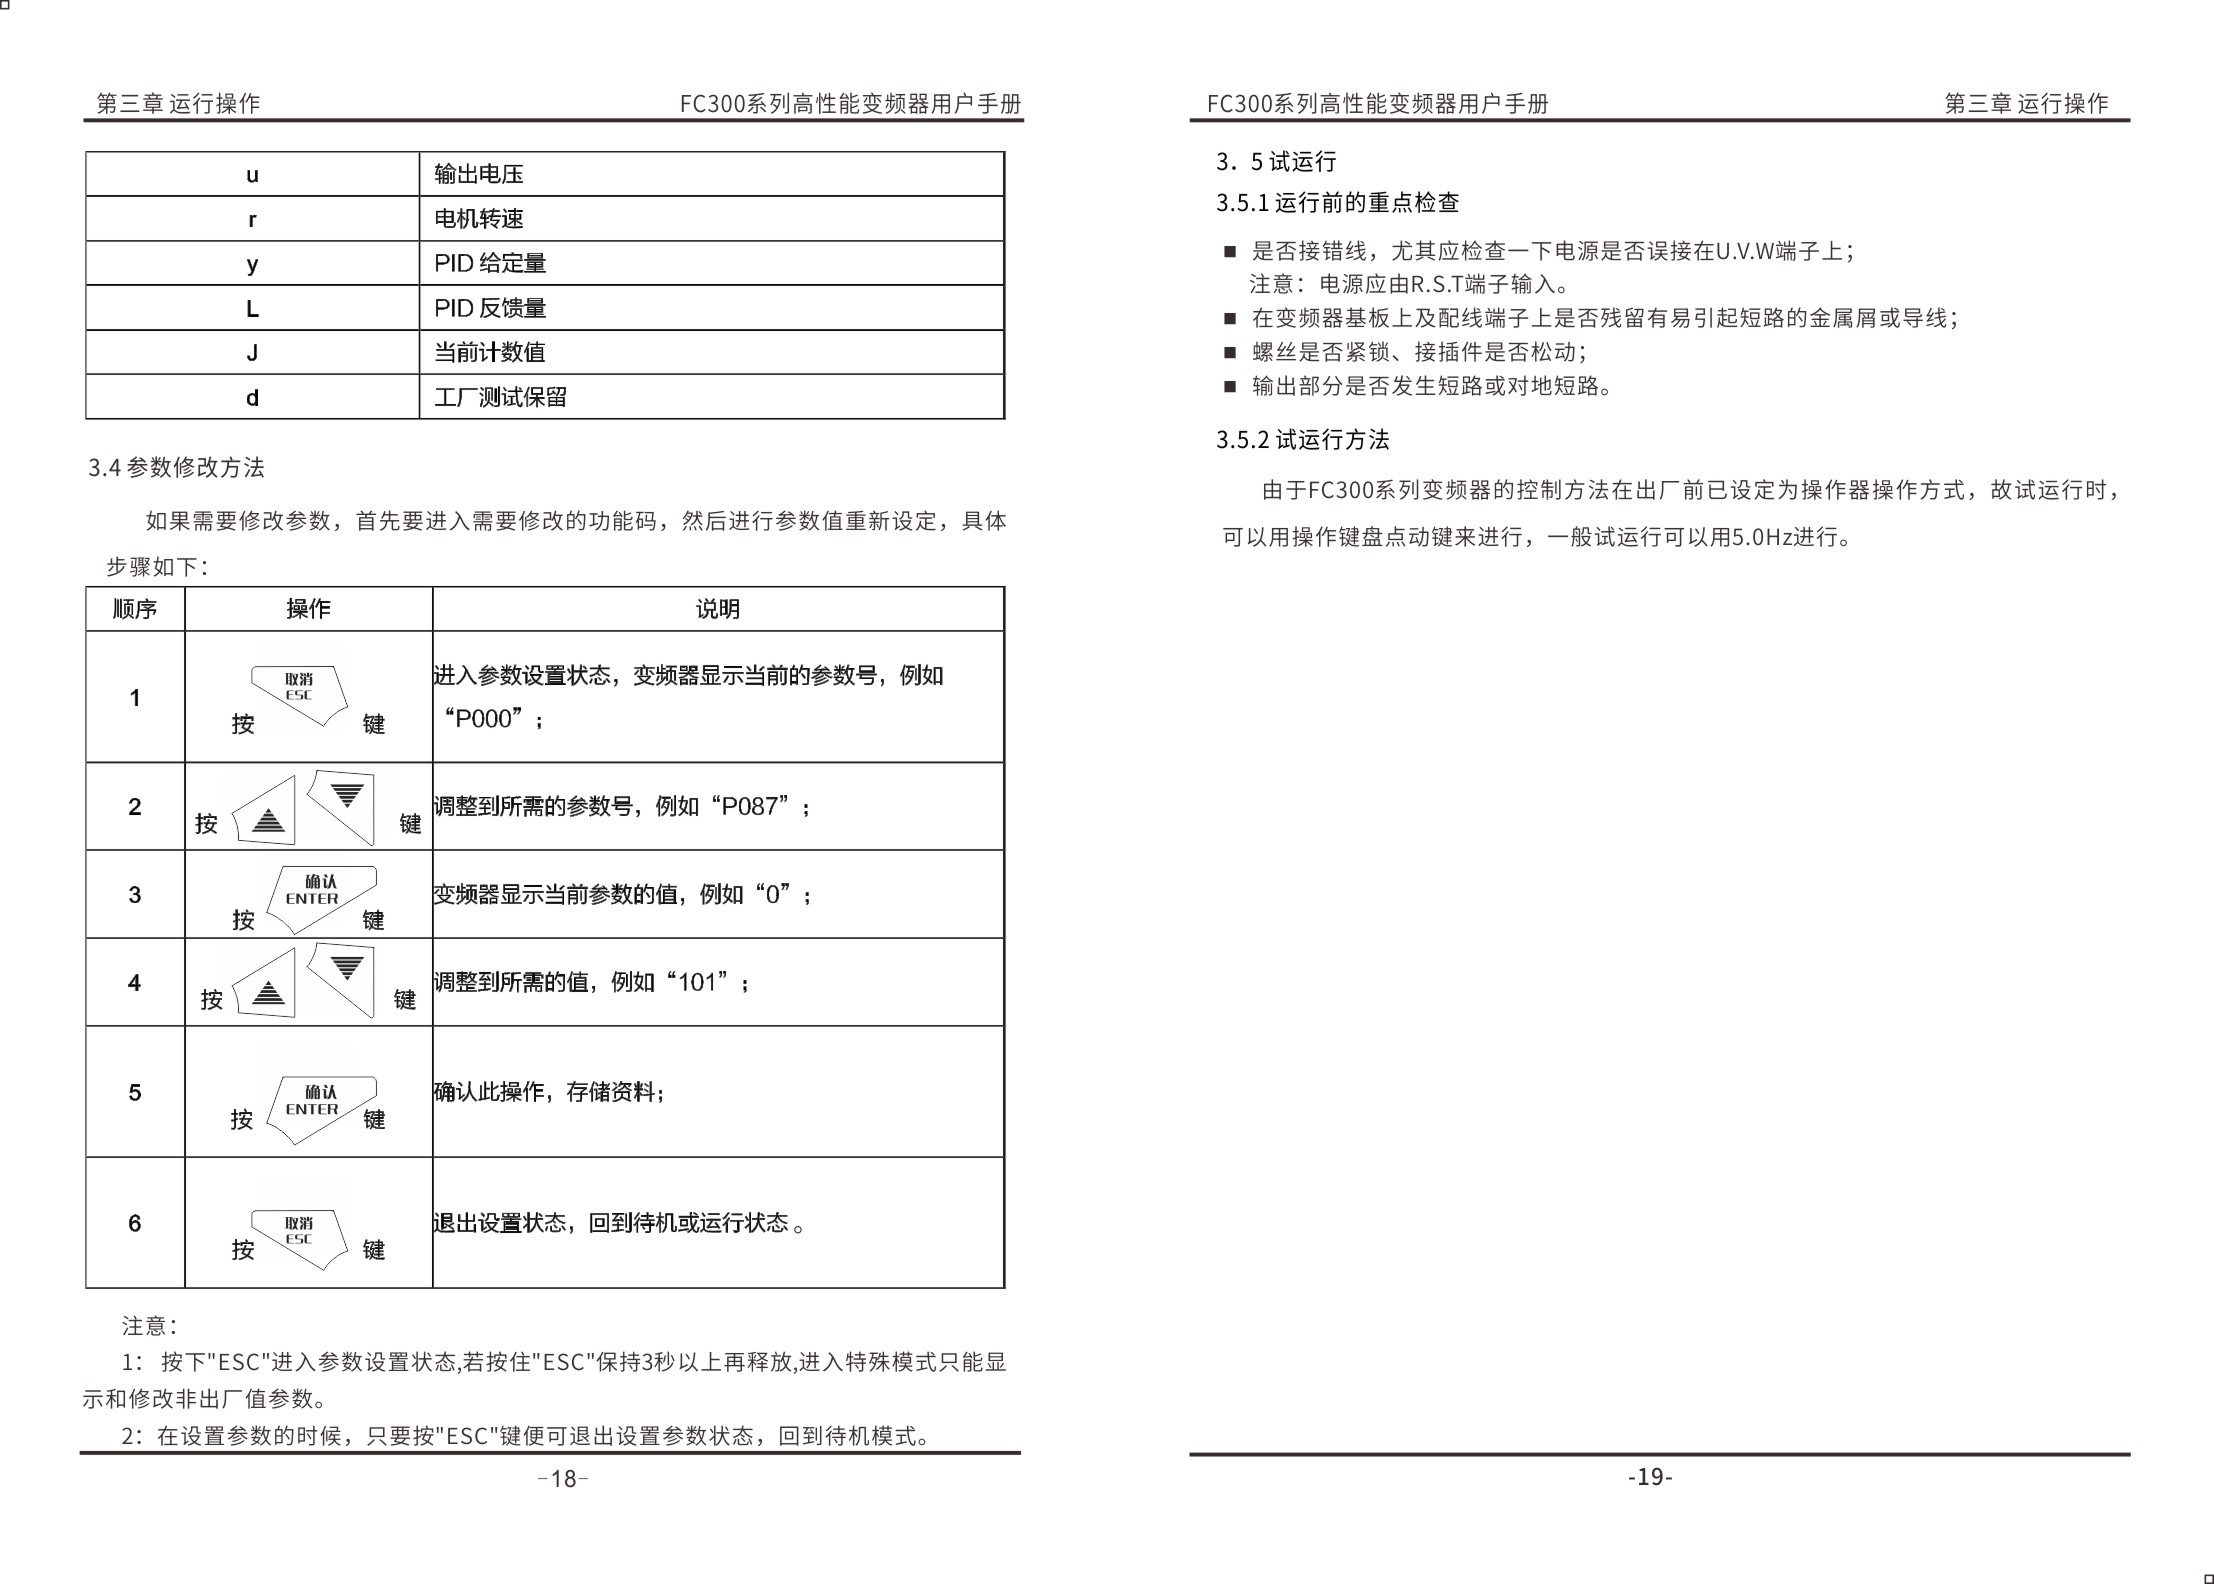 第三章 运行操作 FC300系列高性能变频器用户手册
u 输出电压
r 电机转速
y PID 给定量
L PID 反馈量
J 当前计数值
d 工厂测试保留
3.4 参数修改方法
如果需要修改参数，首先要进入需要修改的功能码，然后进行参数值重新设定，具体
步骤如下：
顺序 操作 说明
1 按 取消 ESC 键 进入参数设置状态，变频器显示当前的参数号，例如
“P000”；
2 按 键 调整到所需的参数号，例如“P087”；
3 按 确认 ENTER 键 变频器显示当前参数的值，例如“0”；
4 按 键 调整到所需的值，例如“101”；
5 按 确认 ENTER 键 确认此操作，存储资料；
6 按 取消 ESC 键 退出设置状态，回到待机或运行状态。
注意：
1： 按下"ESC"进入参数设置状态,若按住"ESC"保持3秒以上再释放,进入特殊模式只能显
示和修改非出厂值参数。
2：在设置参数的时候，只要按"ESC"键便可退出设置参数状态，回到待机模式。
-18-
FC300系列高性能变频器用户手册 第三章 运行操作
3．5 试运行
3.5.1 运行前的重点检查
■ 是否接错线，尤其应检查一下电源是否误接在U.V.W端子上；
注意：电源应由R.S.T端子输入。
■ 在变频器基板上及配线端子上是否残留有易引起短路的金属屑或导线；
■ 螺丝是否紧锁、接插件是否松动；
■ 输出部分是否发生短路或对地短路。
3.5.2 试运行方法
由于FC300系列变频器的控制方法在出厂前已设定为操作器操作方式，故试运行时，
可以用操作键盘点动键来进行，一般试运行可以用5.0Hz进行。
-19-